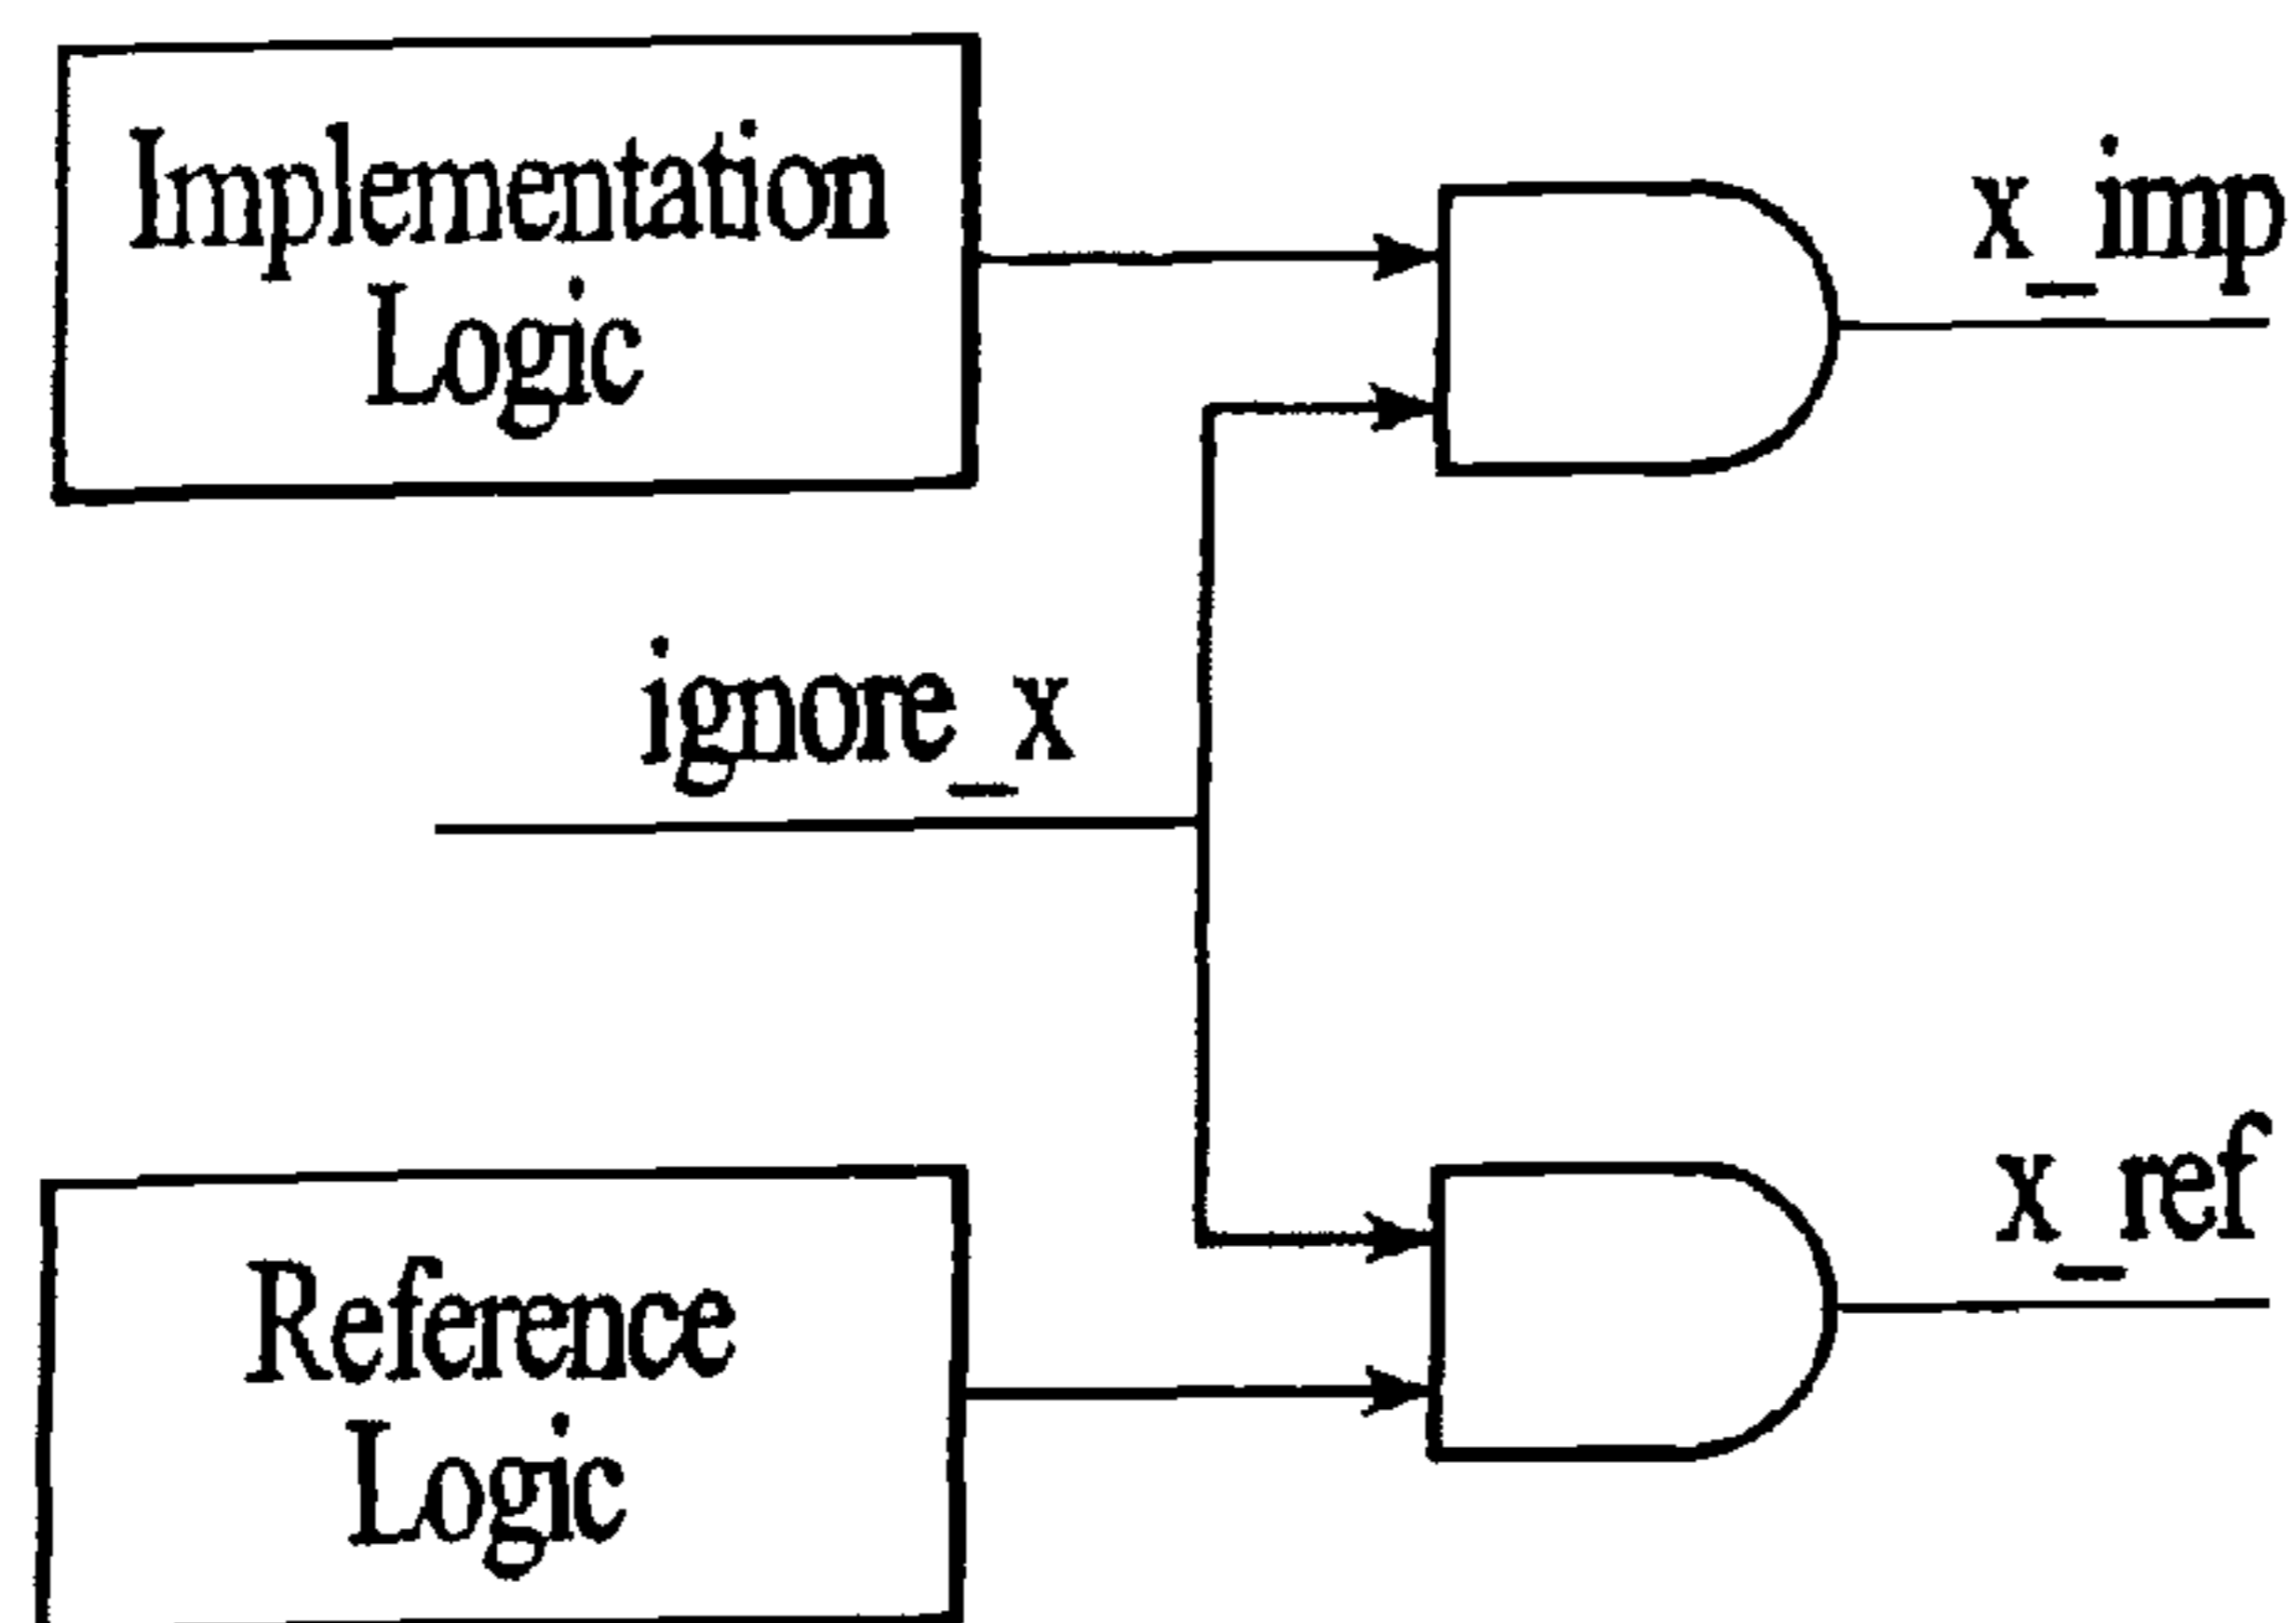 Implementation
Logic
x_imp
ignore_x
x_ref
Reference
Logic